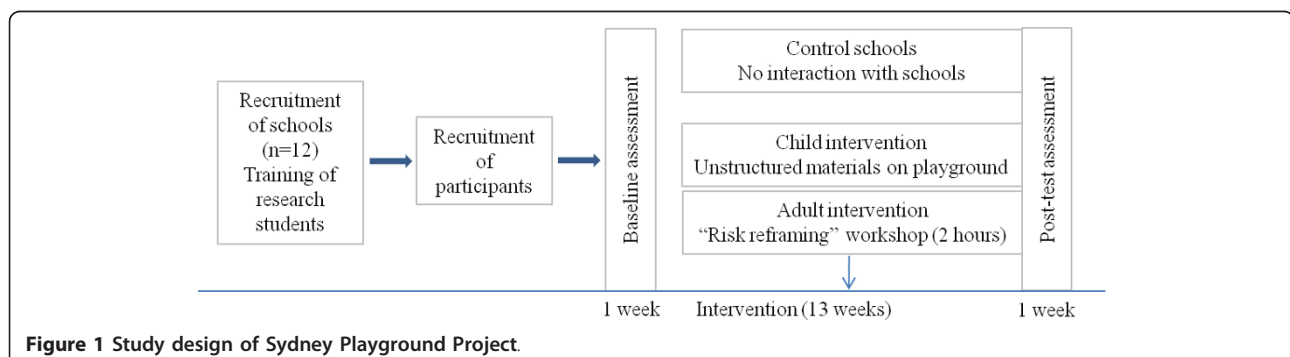 Recruitment
of schools
(n=12)
Training of
research
students
Recruitment
of
participants
Baseline assessment
Control schools
No interaction with schools
Child intervention
Unstructured materials on playground
Adult intervention
“Risk reframing” workshop (2 hours)
Post-test assessment
1 week
Intervention (13 weeks)
1 week
Figure 1 Study design of Sydney Playground Project.